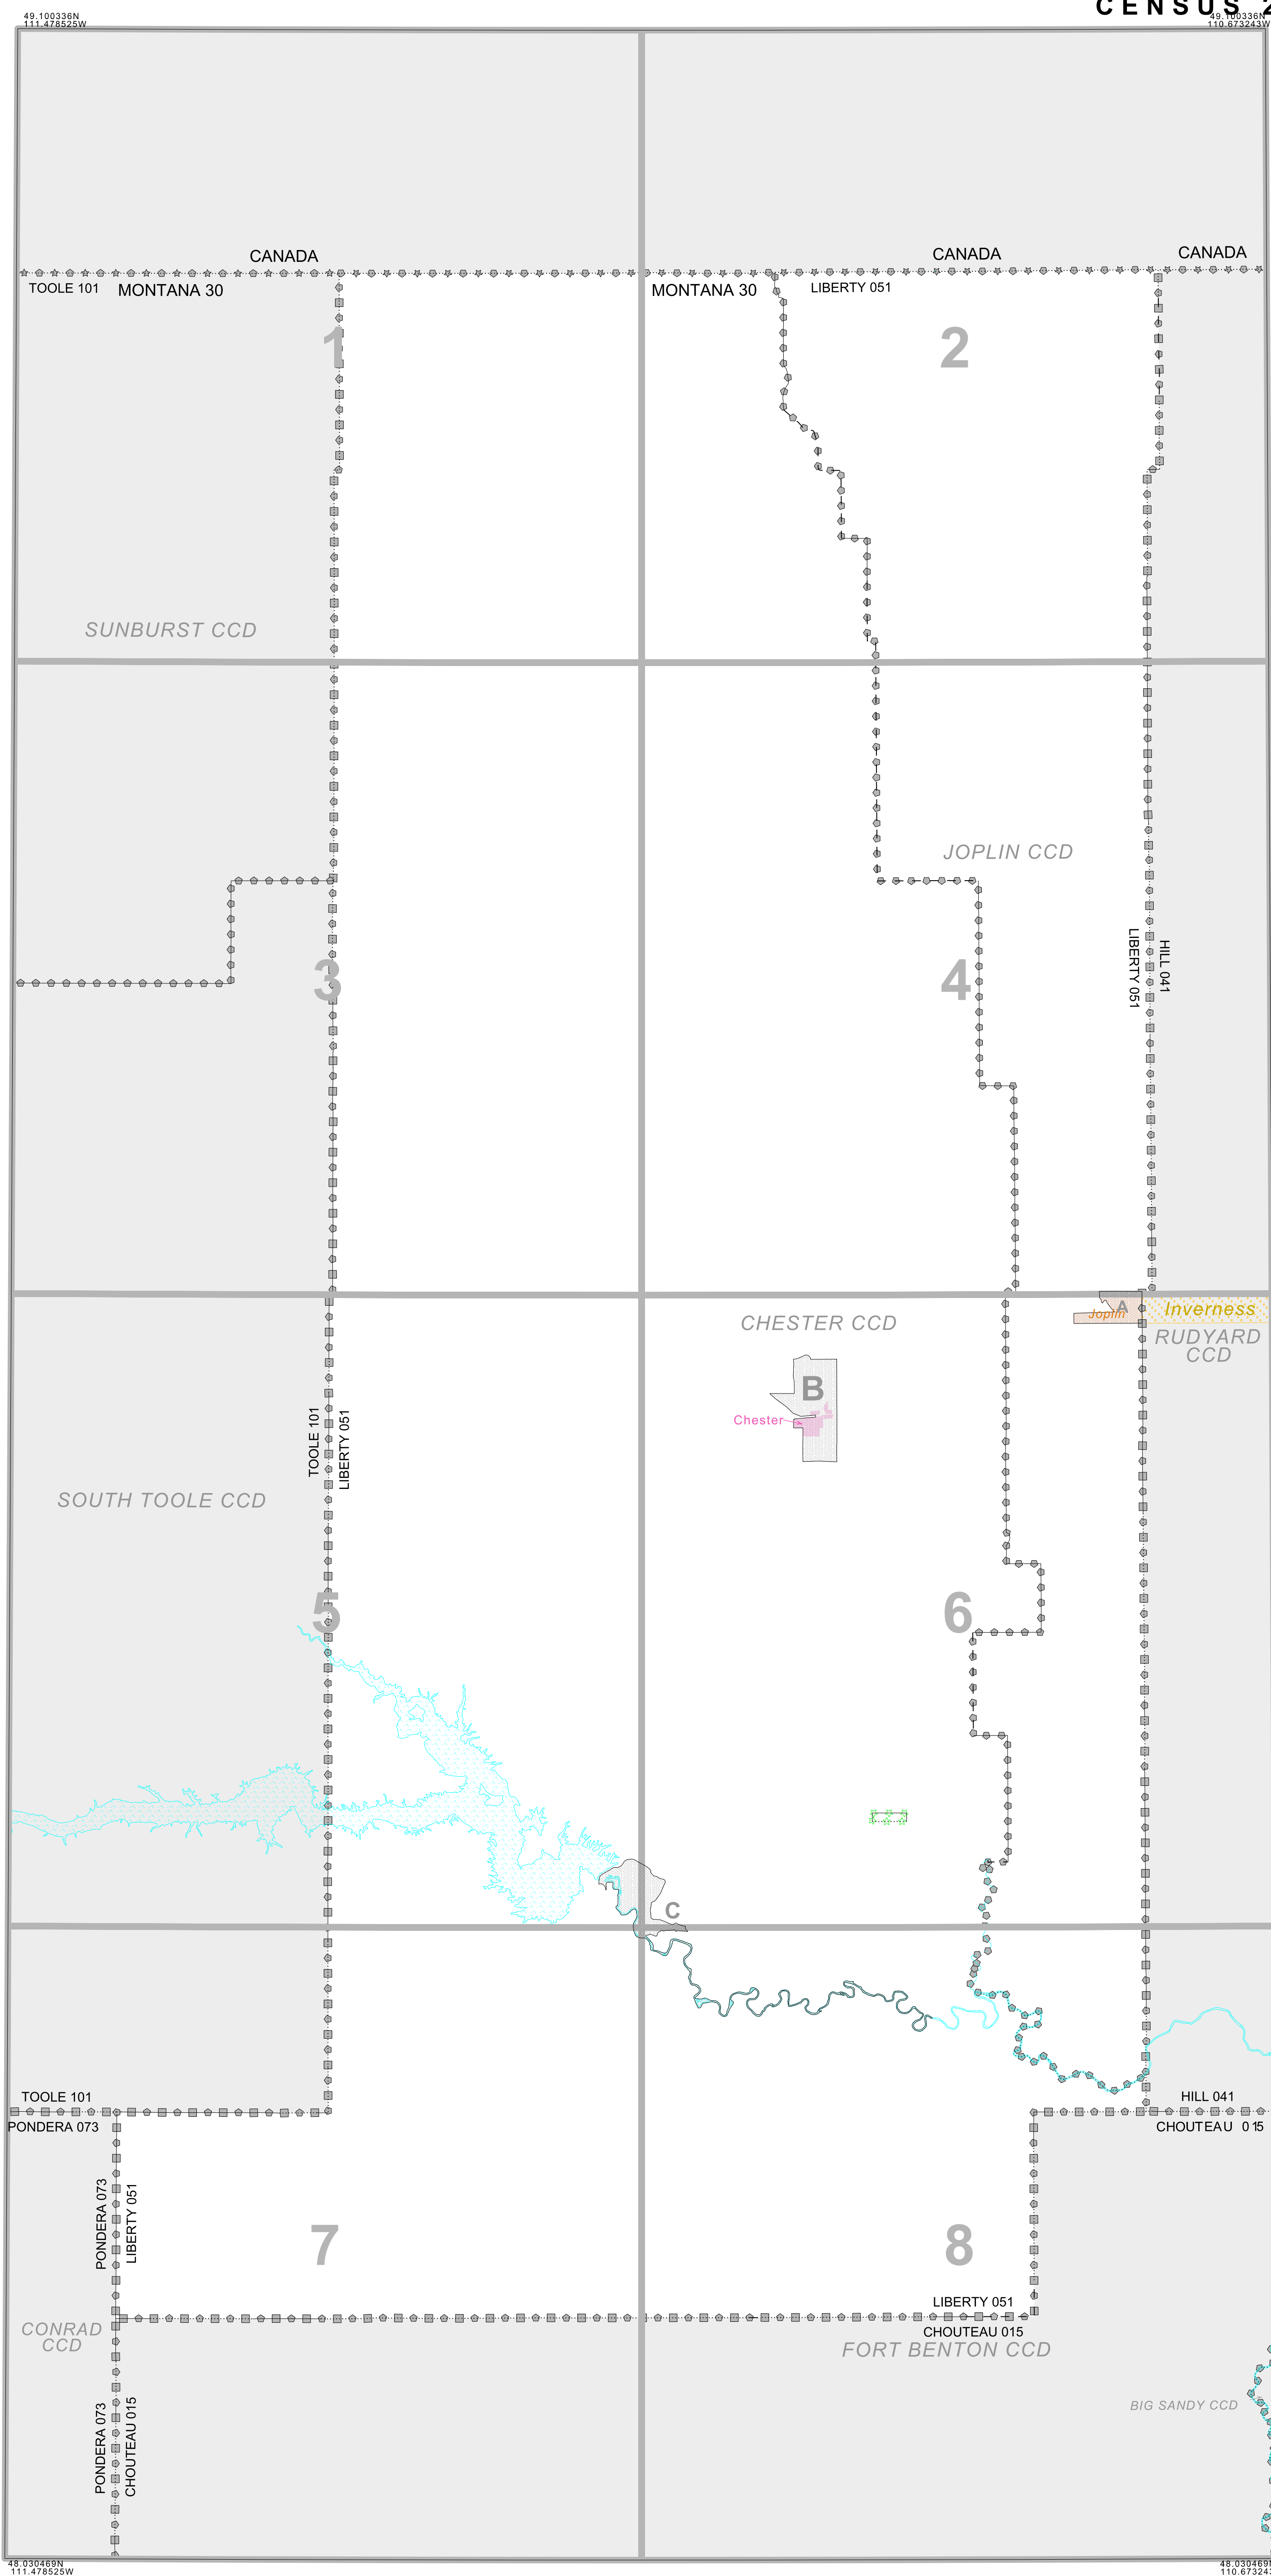 CENSUS 2
49.100336N
111.478525W
49.100336N
110.673243W
CANADA
CANADA
CANADA
TOOLE 101
MONTANA 30
MONTANA 30
LIBERTY 051
1
2
SUNBURST CCD
JOPLIN CCD
3
4
LIBERTY 051
HILL 041
CHESTER CCD
Joplin
A
Inverness
RUDYARD
CCD
B
Chester
TOOLE 101
LIBERTY 051
SOUTH TOOLE CCD
5
6
C
TOOLE 101
PONDERA 073
HILL 041
CHOUTEAU 015
PONDERA 073
LIBERTY 051
7
8
LIBERTY 051
CHOUTEAU 015
CONRAD
CCD
FORT BENTON CCD
BIG SANDY CCD
PONDERA 073
CHOUTEAU 015
48.030469N
111.478525W
48.030469N
110.673243